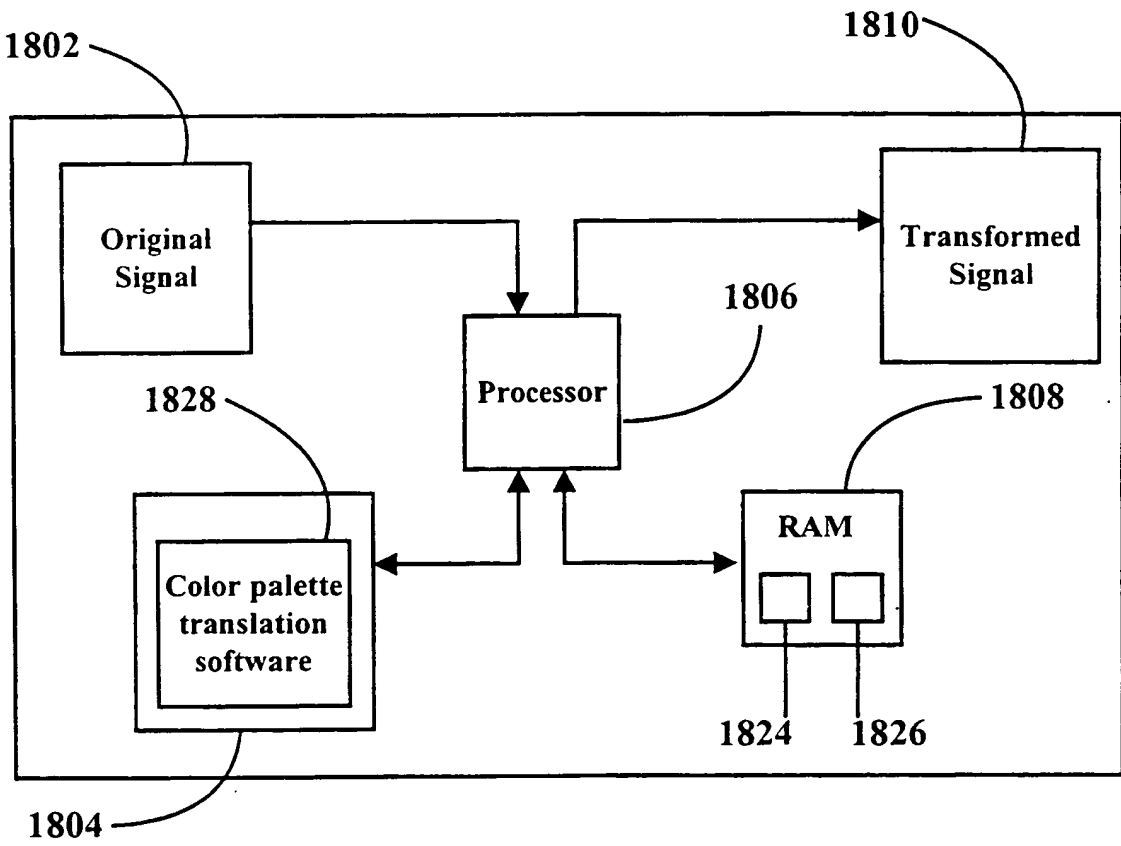 1802
1810
Original
Signal
Transformed
Signal
1806
Processor
1828
1808
RAM
Color palette
translation
software
1824
1826
1804